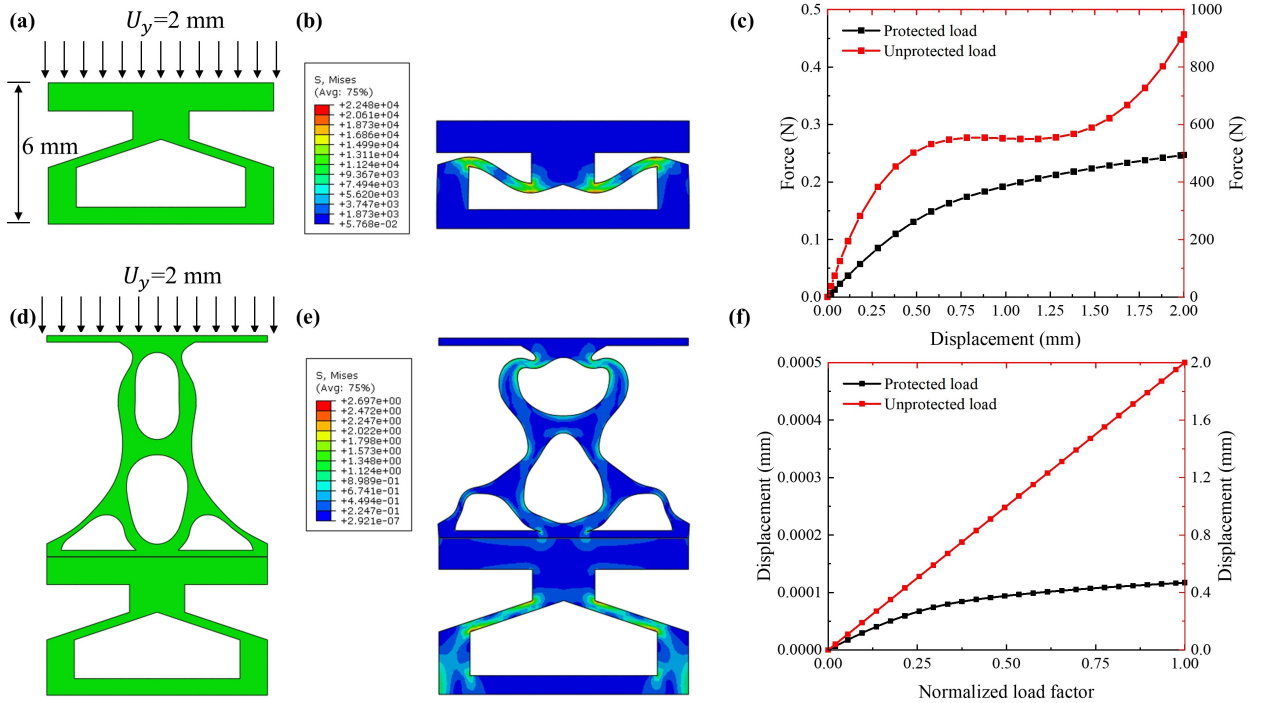 (a)
U_y=2 mm
6 mm
(b)
S, Mises
(Avg: 75%)
+2.248e+04
+2.061e+04
+1.873e+04
+1.686e+04
+1.499e+04
+1.311e+04
+1.124e+04
+9.367e+03
+7.494e+03
+5.620e+03
+3.747e+03
+1.873e+03
+5.768e-02
(c)
Protected load
Unprotected load
0.5
0.4
0.3
0.2
0.1
0.0
Force (N)
1000
800
600
400
200
0
Force (N)
0.00 0.25 0.50 0.75 1.00 1.25 1.50 1.75 2.00
Displacement (mm)
(d)
U_y=2 mm
(e)
S, Mises
(Avg: 75%)
+2.697e+00
+2.472e+00
+2.247e+00
+2.022e+00
+1.798e+00
+1.573e+00
+1.348e+00
+1.124e+00
+8.989e-01
+6.741e-01
+4.494e-01
+2.247e-01
+2.921e-07
(f)
Protected load
Unprotected load
0.0005
0.0004
0.0003
0.0002
0.0001
0.0000
Displacement (mm)
2.0
1.6
1.2
0.8
0.4
0.0
Displacement (mm)
0.00 0.25 0.50 0.75 1.00
Normalized load factor